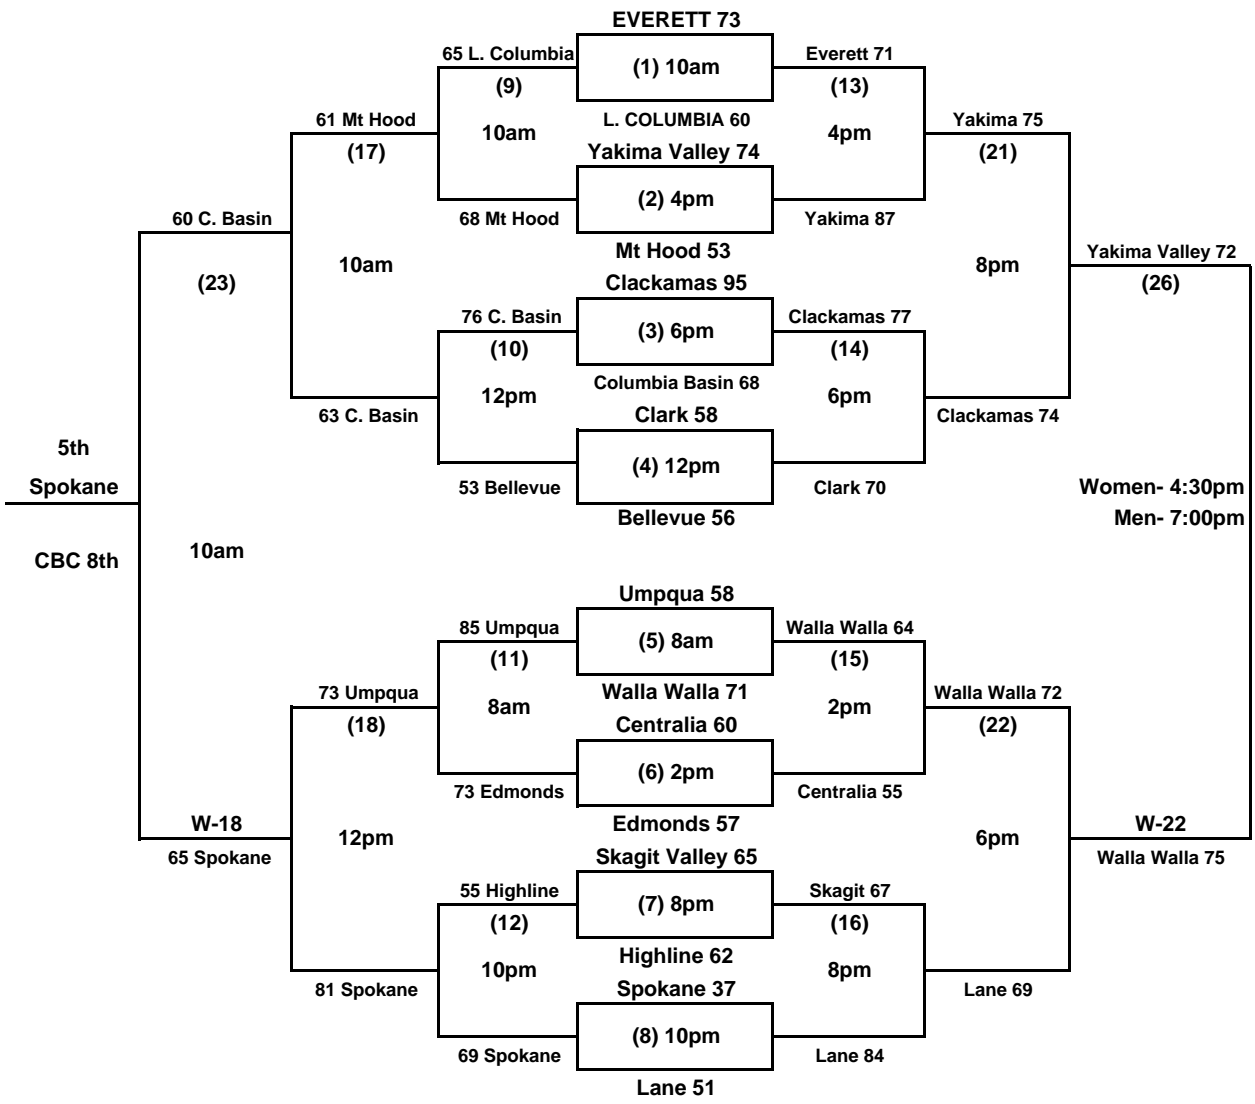 EVERETT 73
65 L. Columbia
(1) 10am
Everett 71
(9)
(13)
61 Mt Hood
10am
L. COLUMBIA 60
4pm
Yakima 75
(17)
Yakima Valley 74
(21)
60 C. Basin
68 Mt Hood
(2) 4pm
Yakima 87
Mt Hood 53
10am
8pm
Yakima Valley 72
(23)
Clackamas 95
(26)
76 C. Basin
(3) 6pm
Clackamas 77
(10)
(14)
12pm
Columbia Basin 68
6pm
63 C. Basin
Clark 58
Clackamas 74
5th
(4) 12pm
Spokane
53 Bellevue
Clark 70
Women- 4:30pm
Bellevue 56
Men- 7:00pm
CBC 8th
10am
Umpqua 58
85 Umpqua
(5) 8am
Walla Walla 64
(11)
(15)
73 Umpqua
8am
Walla Walla 71
2pm
Walla Walla 72
(18)
Centralia 60
(22)
73 Edmonds
(6) 2pm
Centralia 55
W-18
12pm
Edmonds 57
6pm
W-22
65 Spokane
Skagit Valley 65
Walla Walla 75
55 Highline
(7) 8pm
Skagit 67
(12)
(16)
10pm
Highline 62
8pm
81 Spokane
Spokane 37
Lane 69
69 Spokane
(8) 10pm
Lane 84
Lane 51